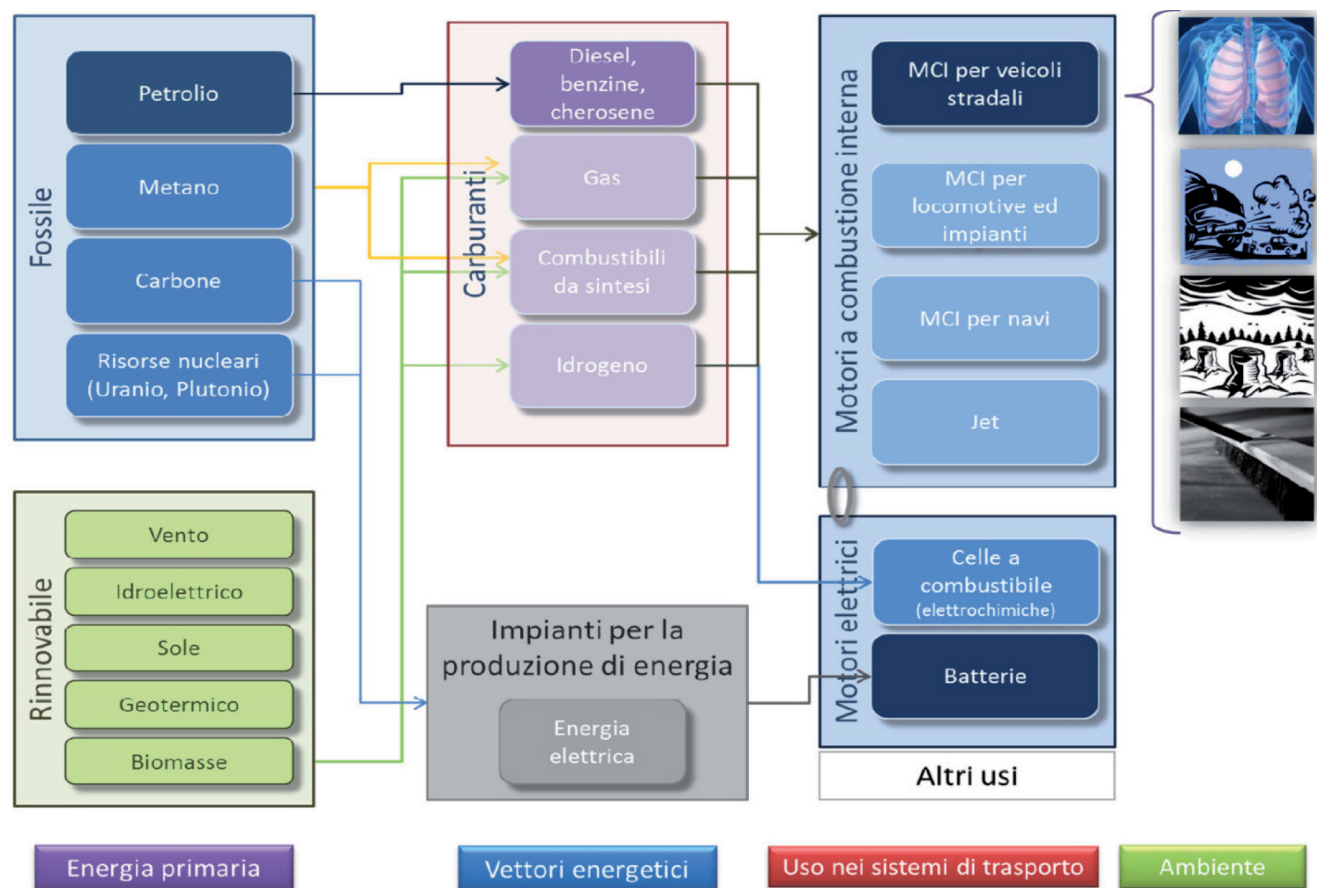 Fossile
Petrolio
Metano
Carbone
Risorse nucleari
(Uranio, Plutonio)
Rinnovabile
Vento
Idroelettrico
Sole
Geotermico
Biomasse
Carburanti
Diesel,
benzine,
cherosene
Gas
Combustibili
da sintesi
Idrogeno
Impianti per la
produzione di energia
Energia
elettrica
Motori a combustione interna
MCI per veicoli
stradali
MCI per
locomotive ed
impianti
MCI per navi
Jet
Motori elettrici
Celle a
combustibile
(elettrochimiche)
Batterie
Altri usi
Energia primaria
Vettori energetici
Uso nei sistemi di trasporto
Ambiente